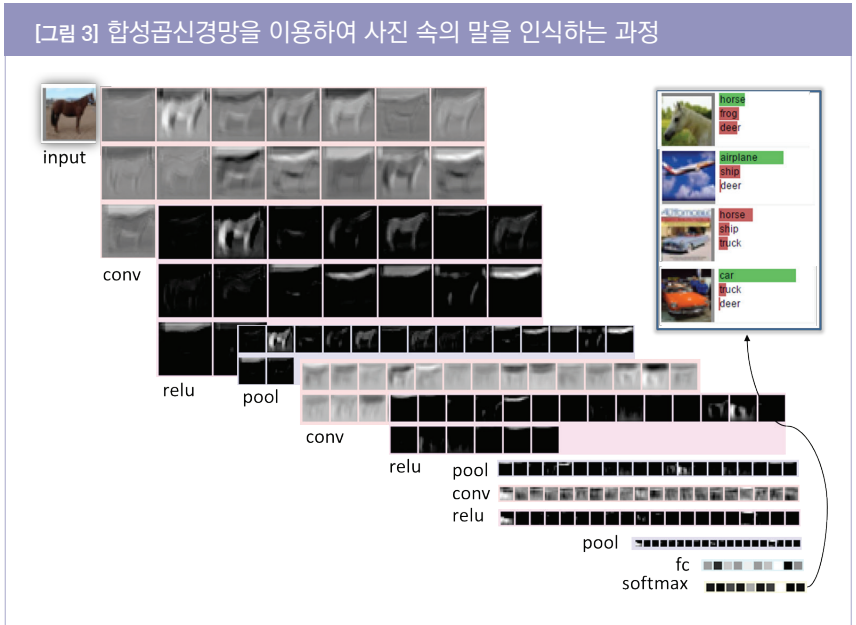 [그림 3] 합성곱신경망을 이용하여 사진 속의 말을 인식하는 과정
input
conv
relu
pool
conv
relu
pool
conv
relu
pool
fc
softmax
horse
frog
deer
airplane
ship
deer
horse
ship
truck
car
truck
deer